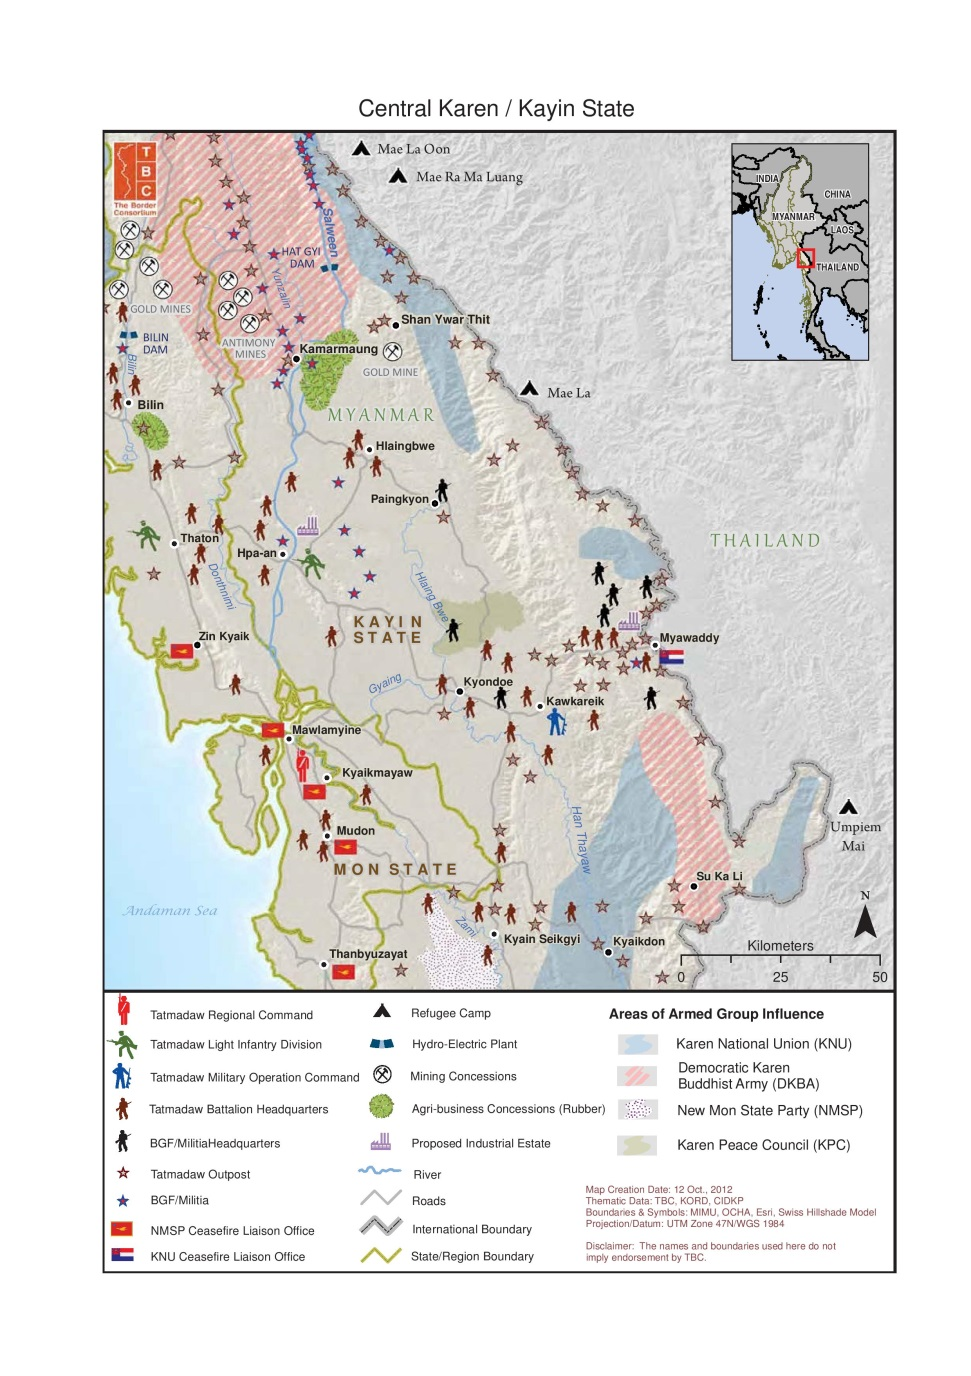 Central Karen / Kayin State
T
B
C
The Border
Consortium
Mae La Oon
Mae Ra Ma Luang
INDIA
CHINA
MYANMAR
LAOS
THAILAND
Salween
HAT GYI
DAM
Yunzalin
GOLD MINES
BILIN
DAM
Bilin
ANTIMONY
MINES
Shan Ywar Thit
Kamarmaung
GOLD MINE
Mae La
Bilin
MYANMAR
Hlaingbwe
Paingkyon
THAILAND
Thaton
Hpa-an
Donthnimi
Hlaing Bwe
KAYIN
STATE
Zin Kyaik
Myawaddy
Gyaing
Kyondoe
Kawkareik
Mawlamyine
Kyaikmayaw
Mudon
Han Thayaw
Umpiem
Mai
MON STATE
Su Ka Li
Andaman Sea
Zami
Kyain Seikgyi
Kyaikdon
Thanbyuzayat
N
Kilometers
0 25 50
Tatmadaw Regional Command
Tatmadaw Light Infantry Division
Tatmadaw Military Operation Command
Tatmadaw Battalion Headquarters
BGF/MilitiaHeadquarters
Tatmadaw Outpost
BGF/Militia
NMSP Ceasefire Liaison Office
KNU Ceasefire Liaison Office
Refugee Camp
Hydro-Electric Plant
Mining Concessions
Agri-business Concessions (Rubber)
Proposed Industrial Estate
River
Roads
International Boundary
State/Region Boundary
Areas of Armed Group Influence
Karen National Union (KNU)
Democratic Karen
Buddhist Army (DKBA)
New Mon State Party (NMSP)
Karen Peace Council (KPC)
Map Creation Date: 12 Oct., 2012
Thematic Data: TBC, KORD, CIDKP
Boundaries & Symbols: MIMU, OCHA, Esri, Swiss Hillshade Model
Projection/Datum: UTM Zone 47N/WGS 1984
Disclaimer: The names and boundaries used here do not
imply endorsement by TBC.